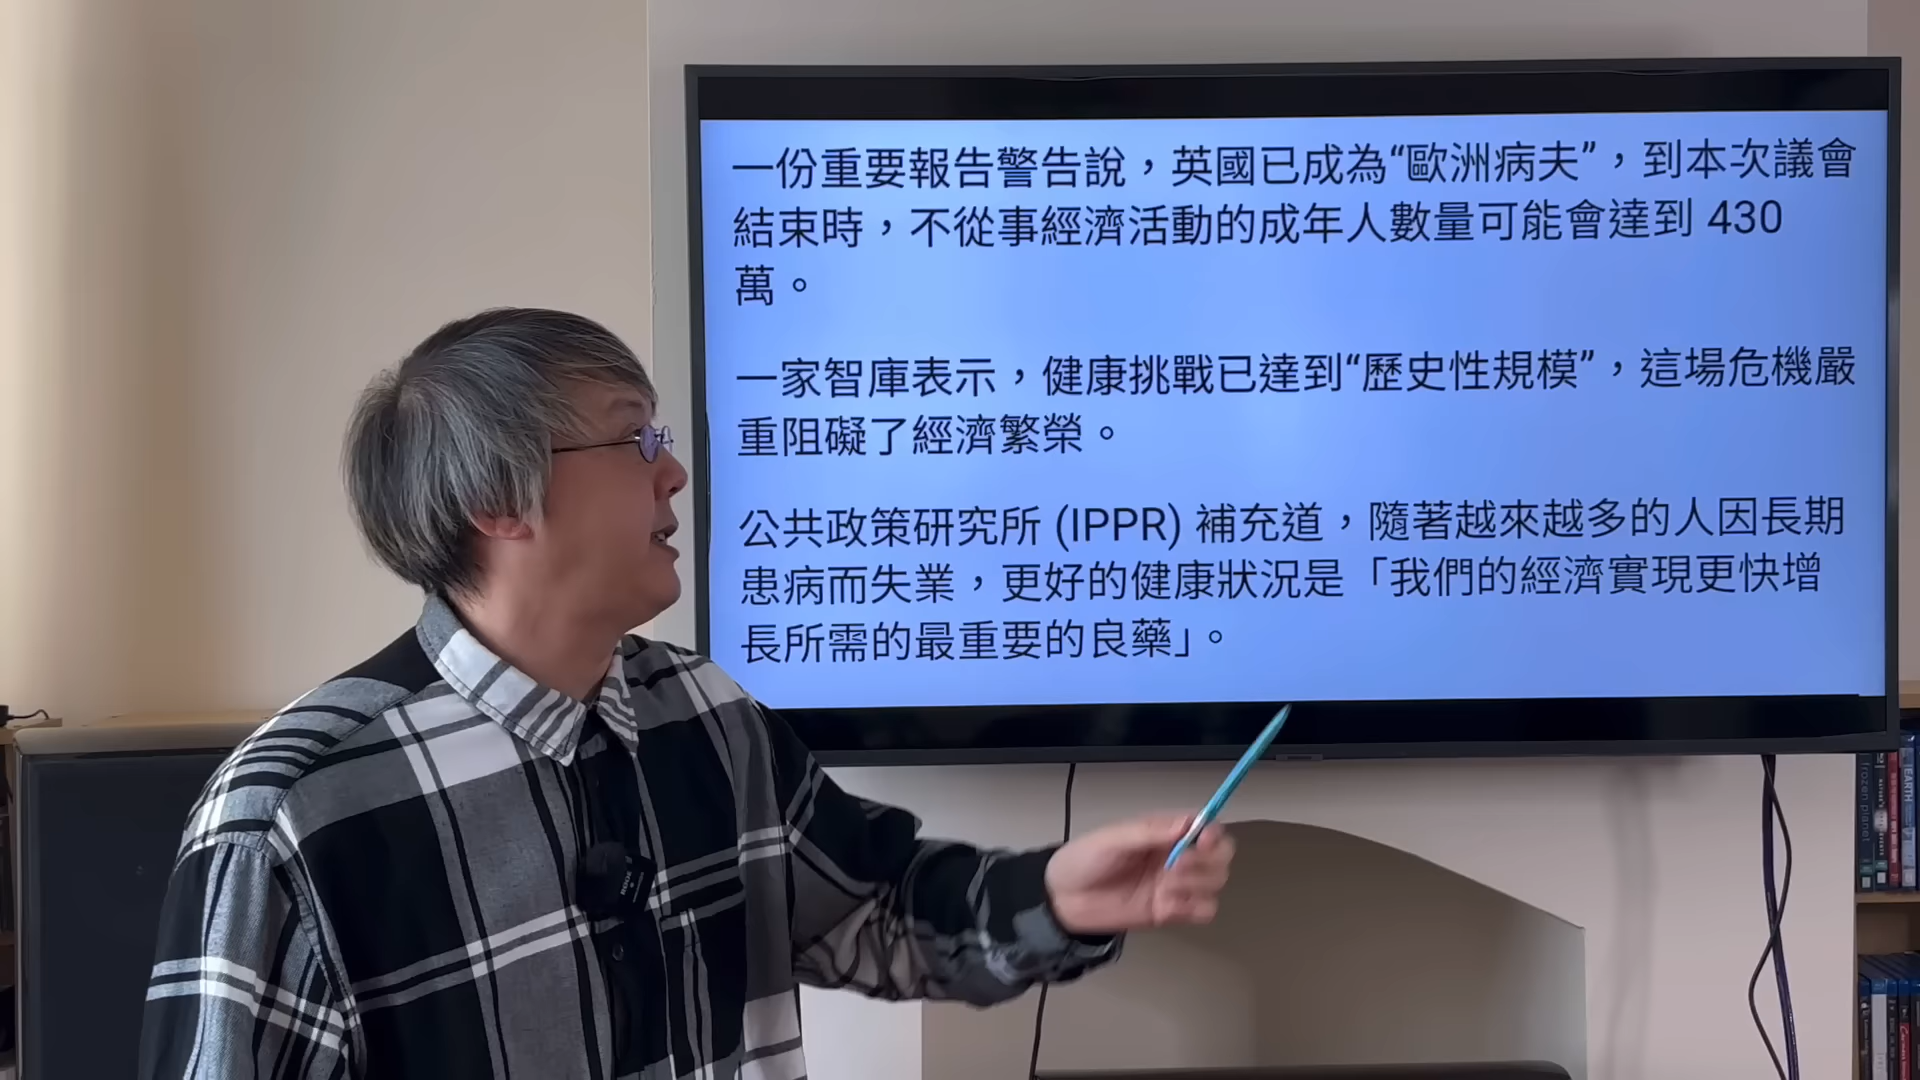 一份重要報告警告說，英國已成為“歐洲病夫”，到本次議會
結束時，不從事經濟活動的成年人數量可能會達到 430
萬。
一家智庫表示，健康挑戰已達到“歷史性規模”，這場危機嚴
重阻礙了經濟繁榮。
公共政策研究所 (IPPR) 補充道，隨著越來越多的人因長期
患病而失業，更好的健康狀況是「我們的經濟實現更快增
長所需的最重要的良藥」。
RODE
frozen planet
EARTH